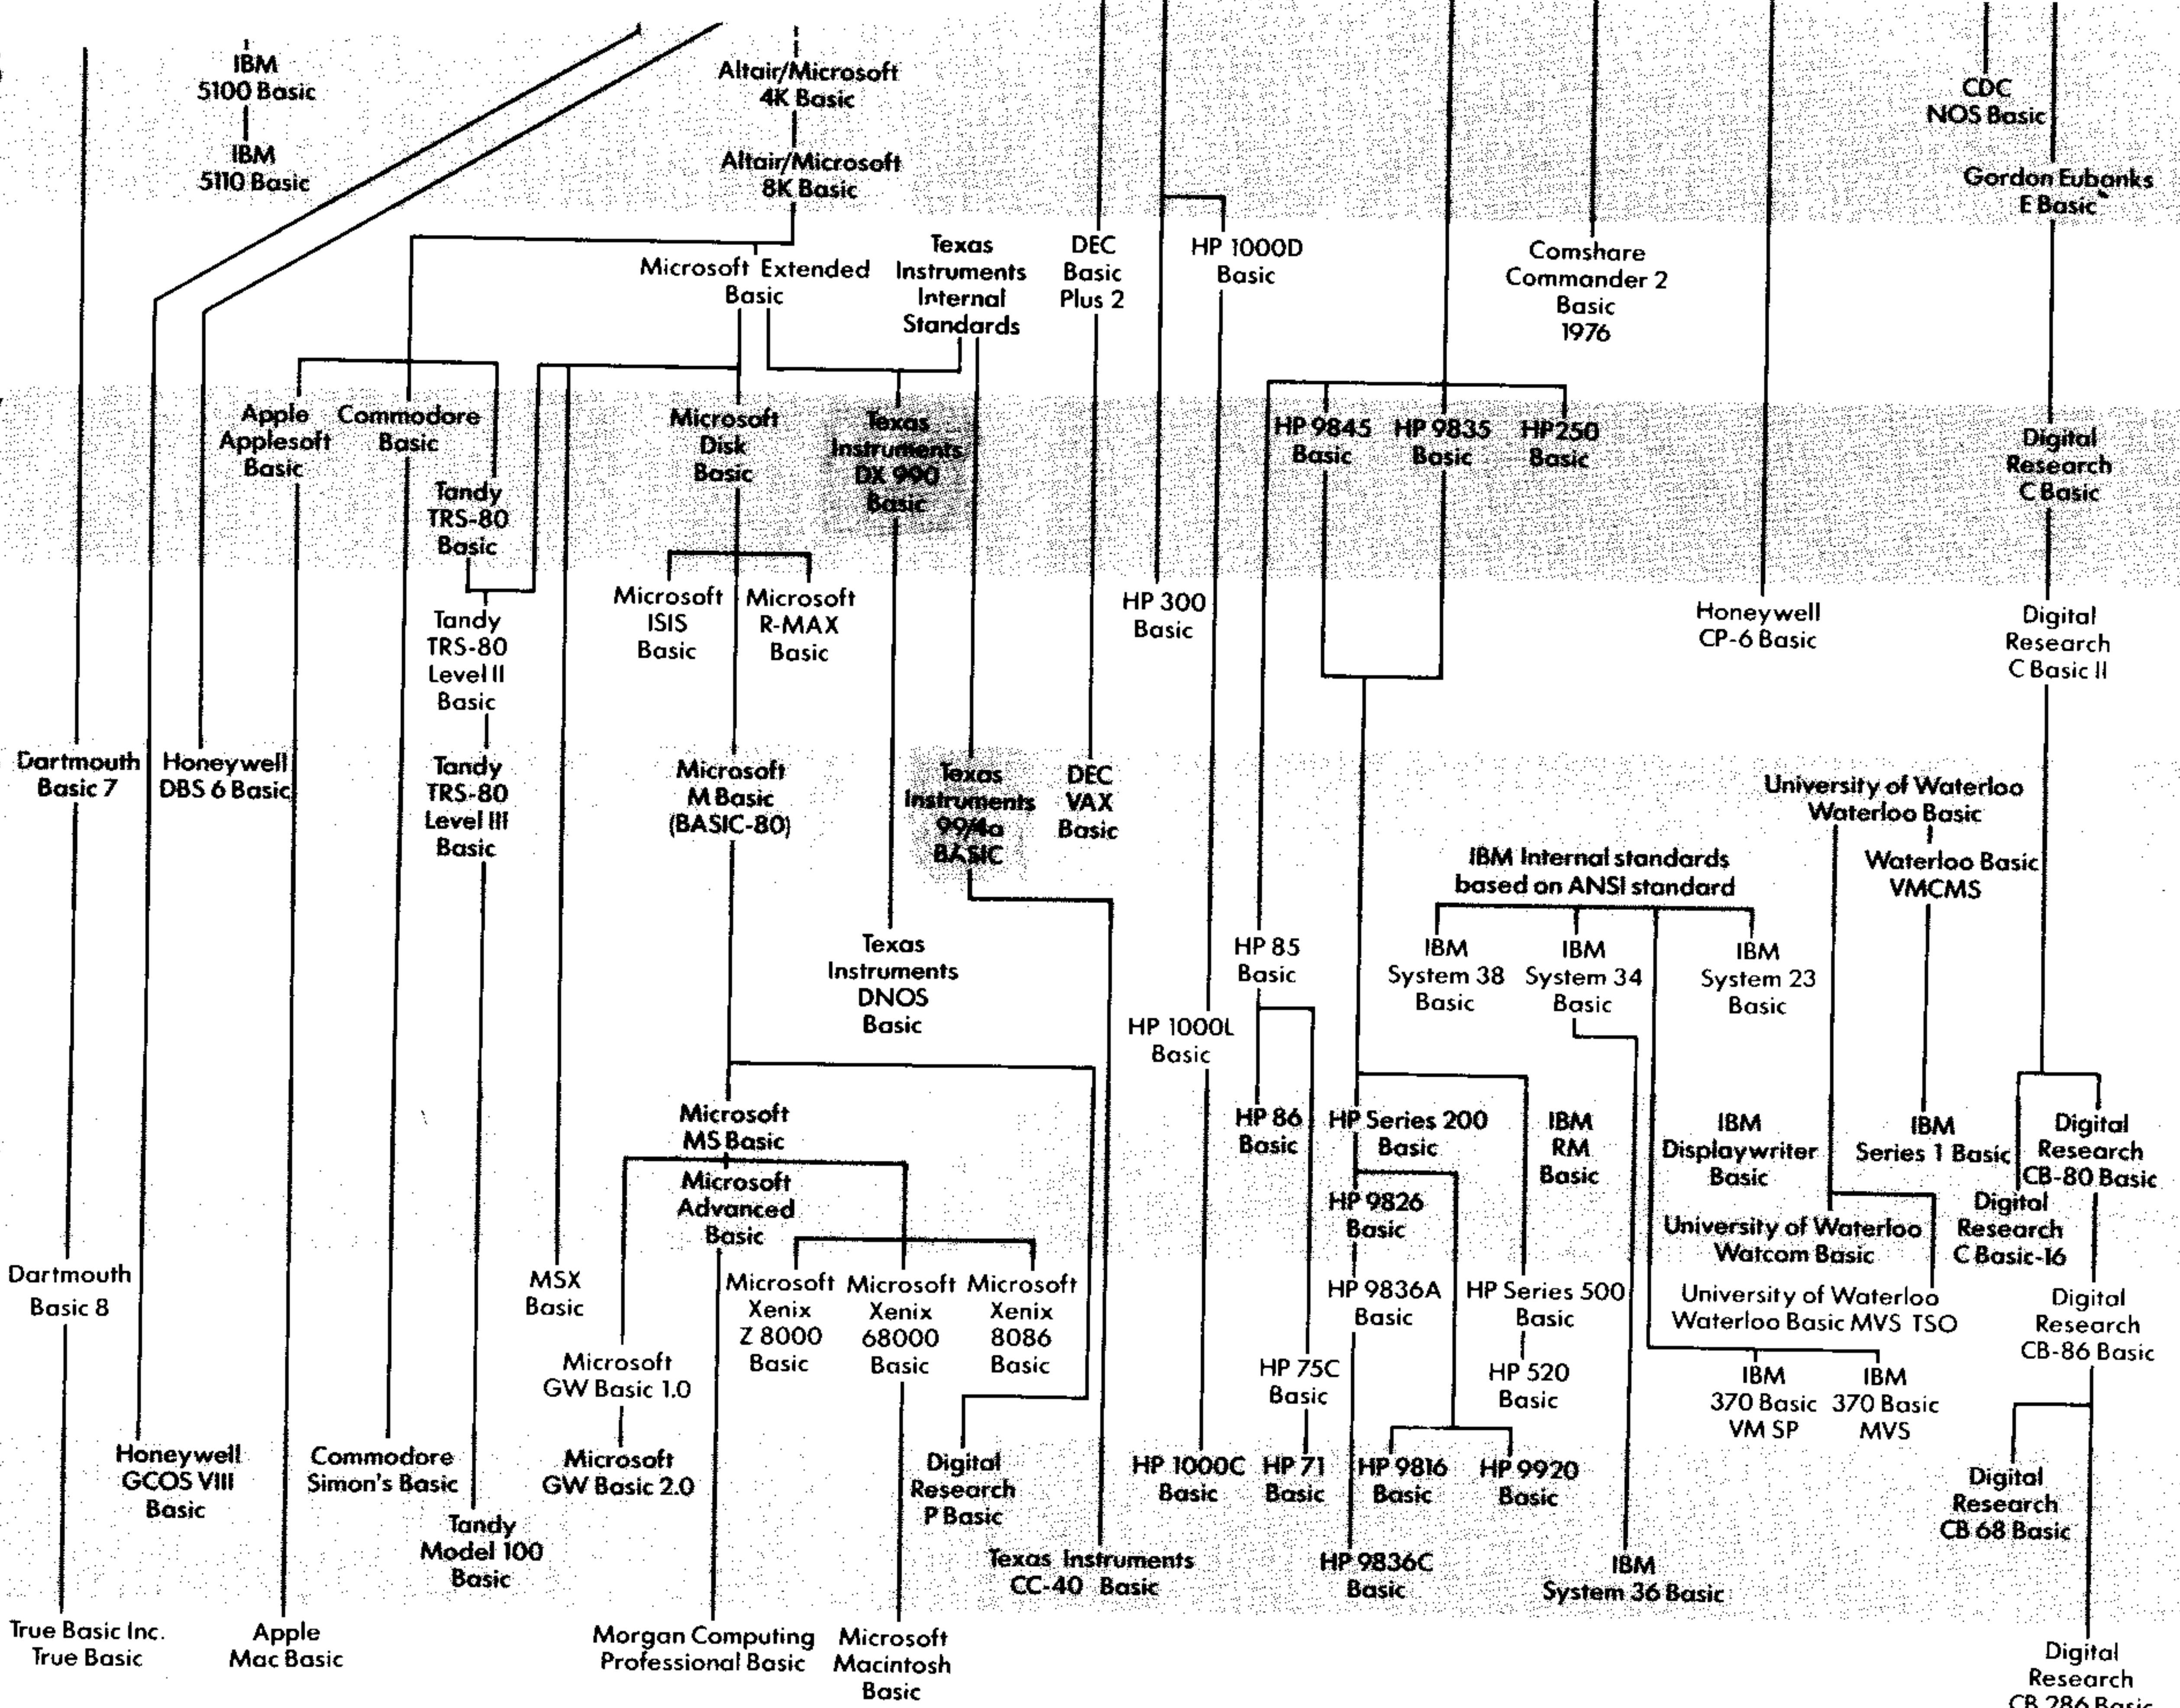 IBM
5100 Basic
IBM
5110 Basic
Altair/Microsoft
4K Basic
Altair/Microsoft
8K Basic
CDC
NOS Basic
Gordon Eubanks
E Basic
Microsoft Extended
Basic
Texas
Instruments
Internal
Standards
DEC
Basic
Plus 2
HP 1000D
Basic
Comshare
Commander 2
Basic
1976
Apple
Applesoft
Basic
Commodore
Basic
Tandy
TRS-80
Basic
Microsoft
Disk
Basic
Texas
Instruments
DX 990
Basic
HP 9845
Basic
HP 9835
Basic
HP250
Basic
Digital
Research
C Basic
Tandy
TRS-80
Level II
Basic
Microsoft
ISIS
Basic
Microsoft
R-MAX
Basic
HP 300
Basic
Honeywell
CP-6 Basic
Digital
Research
C Basic II
Dartmouth
Basic 7
Honeywell
DBS 6 Basic
Tandy
TRS-80
Level III
Basic
Microsoft
M Basic
(BASIC-80)
Texas
Instruments
99/4a
BASIC
DEC
VAX
Basic
University of Waterloo
Waterloo Basic
Waterloo Basic
VMCMS
IBM Internal standards
based on ANSI standard
Texas
Instruments
DNOS
Basic
HP 85
Basic
IBM
System 38
Basic
IBM
System 34
Basic
IBM
System 23
Basic
HP 1000L
Basic
Microsoft
MS Basic
Microsoft
Advanced
Basic
HP 86
Basic
HP Series 200
Basic
IBM
RM
Basic
IBM
Displaywriter
Basic
IBM
Series 1 Basic
Digital
Research
CB-80 Basic
HP 9826
Basic
University of Waterloo
Watcom Basic
Digital
Research
C Basic-16
Dartmouth
Basic 8
MSX
Basic
Microsoft
Xenix
Z 8000
Basic
Microsoft
Xenix
68000
Basic
Microsoft
Xenix
8086
Basic
HP 9836A
Basic
HP Series 500
Basic
University of Waterloo
Waterloo Basic MVS TSO
Digital
Research
CB-86 Basic
Microsoft
GW Basic 1.0
HP 75C
Basic
HP 520
Basic
IBM
370 Basic
VM SP
IBM
370 Basic
MVS
Honeywell
GCOS VIII
Basic
Commodore
Simon's Basic
Microsoft
GW Basic 2.0
Digital
Research
P Basic
HP 1000C
Basic
HP 71
Basic
HP 9816
Basic
HP 9920
Basic
Digital
Research
CB 68 Basic
Tandy
Model 100
Basic
Texas Instruments
CC-40 Basic
HP 9836C
Basic
IBM
System 36 Basic
True Basic Inc.
True Basic
Apple
Mac Basic
Morgan Computing
Professional Basic
Microsoft
Macintosh
Basic
Digital
Research
CB 286 Basic